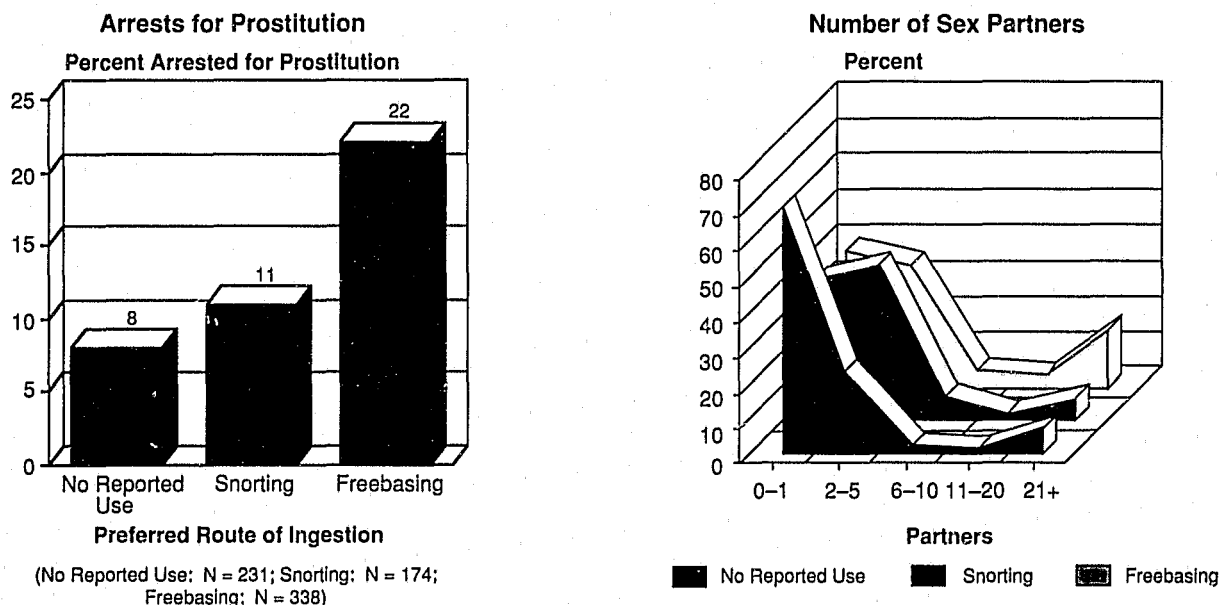 Arrests for Prostitution
Percent Arrested for Prostitution
25
20
15
10
5
0
8
11
22
No Reported
Use
Snorting
Freebasing
Preferred Route of Ingestion
(No Reported Use: N = 231; Snorting: N = 174;
Freebasing: N = 338)
Number of Sex Partners
Percent
80
70
60
50
40
30
20
10
0
0–1
2–5
6–10
11–20
21+
Partners
No Reported Use
Snorting
Freebasing